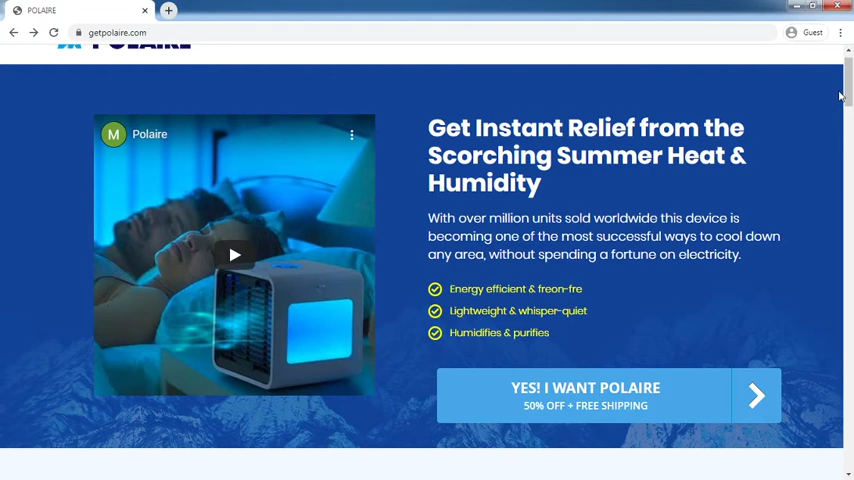 POLAIRE
getpolaire.com
Guest
POLAIRE
M
Polaire
Get Instant Relief from the
Scorching Summer Heat &
Humidity
With over million units sold worldwide this device is
becoming one of the most successful ways to cool down
any area, without spending a fortune on electricity.
Energy efficient & freon-fre
Lightweight & whisper-quiet
Humidifies & purifies
YES! I WANT POLAIRE
50% OFF + FREE SHIPPING